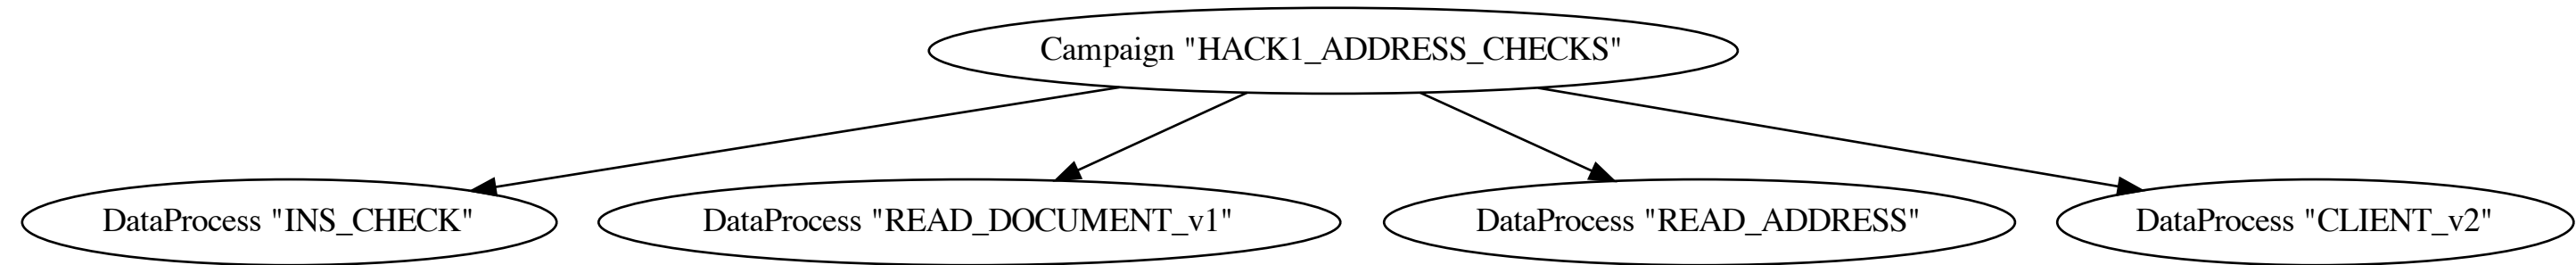 Campaign "HACK1_ADDRESS_CHECKS"
DataProcess "INS_CHECK"
DataProcess "READ_DOCUMENT_v1"
DataProcess "READ_ADDRESS"
DataProcess "CLIENT_v2"